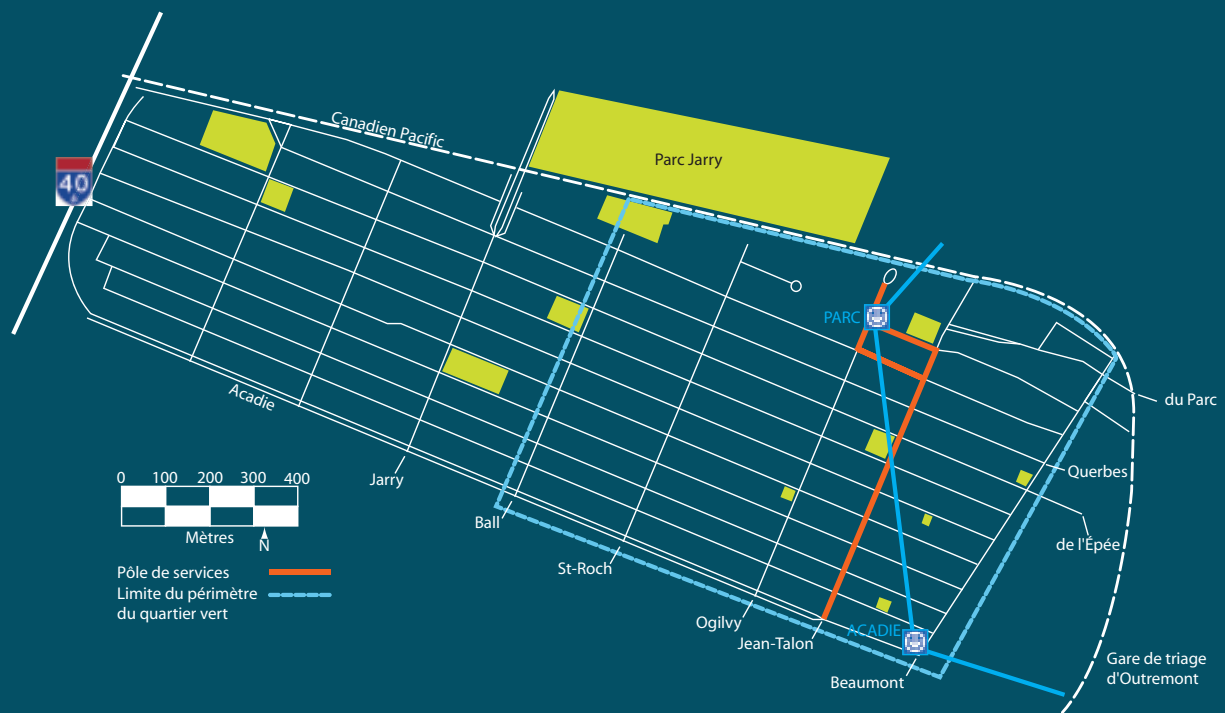 Canadien Pacific
Parc Jarry
40
PARC
du Parc
Acadie
Querbes
Jarry
0 100 200 300 400
Ball
Mètres
N
de l'Épée
St-Roch
Pôle de services
Limite du périmètre
du quartier vert
Ogilvy
ACADIE
Jean-Talon
Gare de triage
d'Outremont
Beaumont